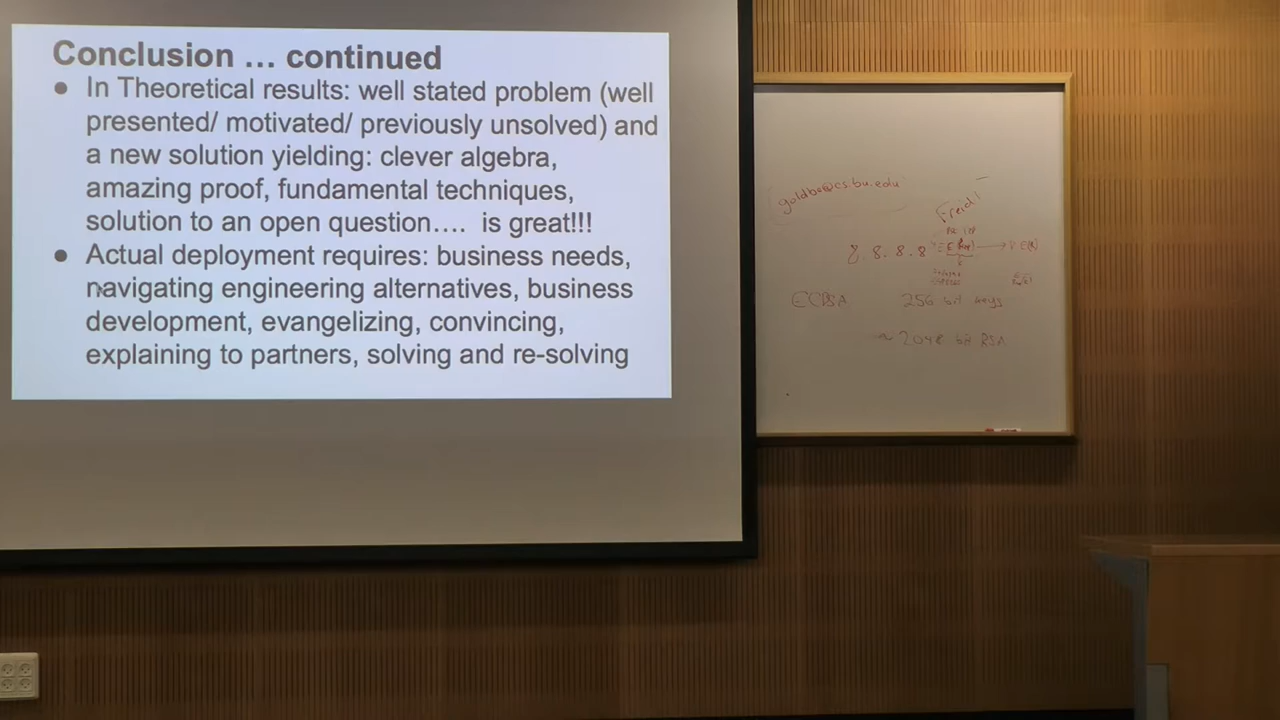 Conclusion ... continued
● In Theoretical results: well stated problem (well
presented/ motivated/ previously unsolved) and
a new solution yielding: clever algebra,
amazing proof, fundamental techniques,
solution to an open question.... is great!!!
● Actual deployment requires: business needs,
navigating engineering alternatives, business
development, evangelizing, convincing,
explaining to partners, solving and re-solving
goldbe@cs.bu.edu
8.8.8.8
ECDSA 256 bit keys
2048 bit RSA